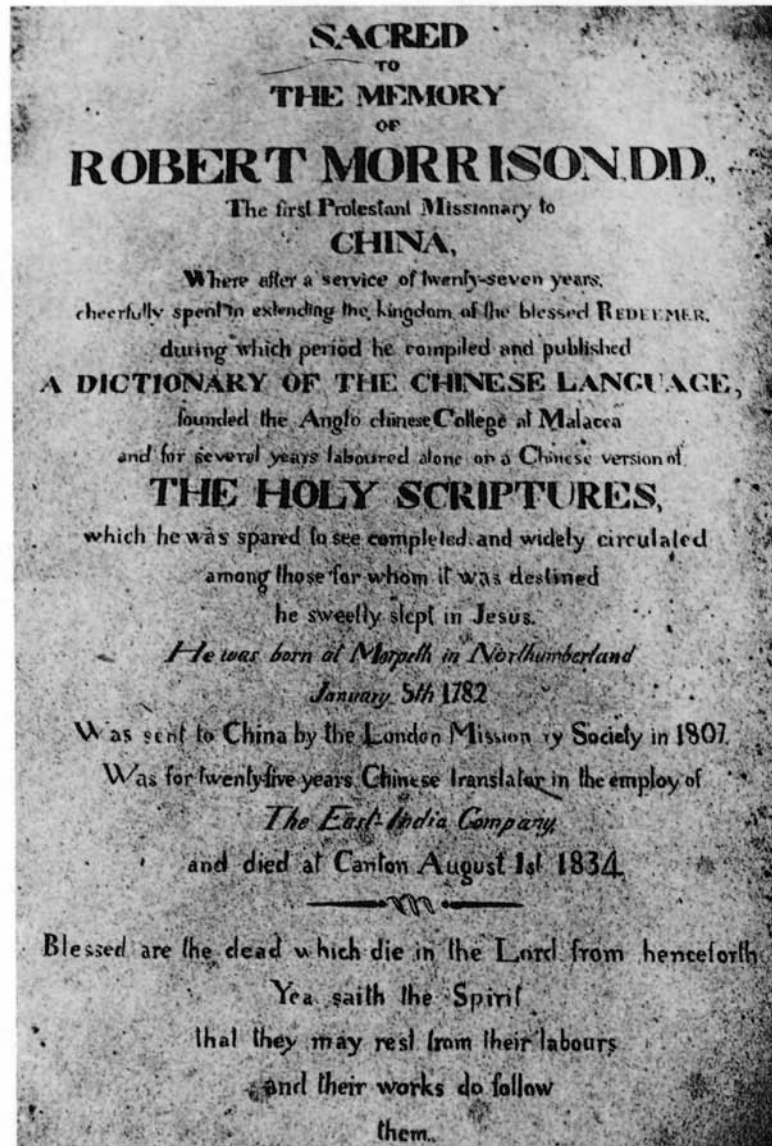 SACRED
TO
THE MEMORY
OF
ROBERT MORRISON, D.D.,
The first Protestant Missionary to
CHINA,
Where after a service of twenty-seven years,
cheerfully spent in extending the kingdom of the blessed REDEEMER,
during which period he compiled and published
A DICTIONARY OF THE CHINESE LANGUAGE,
founded the Anglo chinese College at Malacca
and for several years laboured alone on a Chinese version of
THE HOLY SCRIPTURES,
which he was spared to see completed and widely circulated
among those for whom it was destined
he sweetly slept in Jesus.
He was born at Morpeth in Northumberland
January 5th 1782
Was sent to China by the London Mission ry Society in 1807.
Was for twenty-five years Chinese translator in the employ of
The East-India Company,
and died at Canton August 1st 1834.
Blessed are the dead which die in the Lord from henceforth
Yea saith the Spirit
that they may rest from their labours
and their works do follow
them.